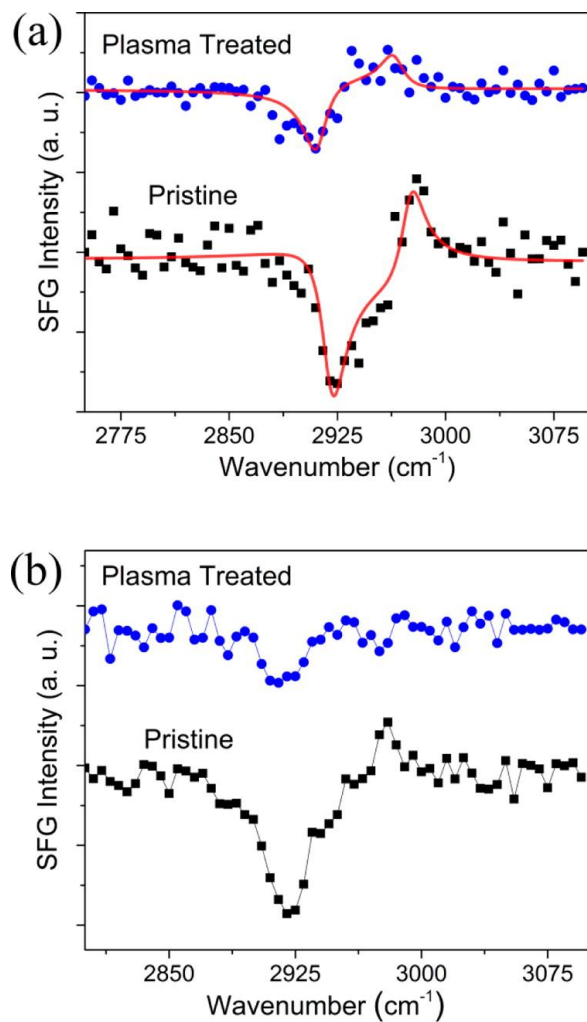 (a)
Plasma Treated
Pristine
SFG Intensity (a. u.)
2775 2850 2925 3000 3075
Wavenumber (cm⁻¹)
(b)
Plasma Treated
Pristine
SFG Intensity (a. u.)
2850 2925 3000 3075
Wavenumber (cm⁻¹)